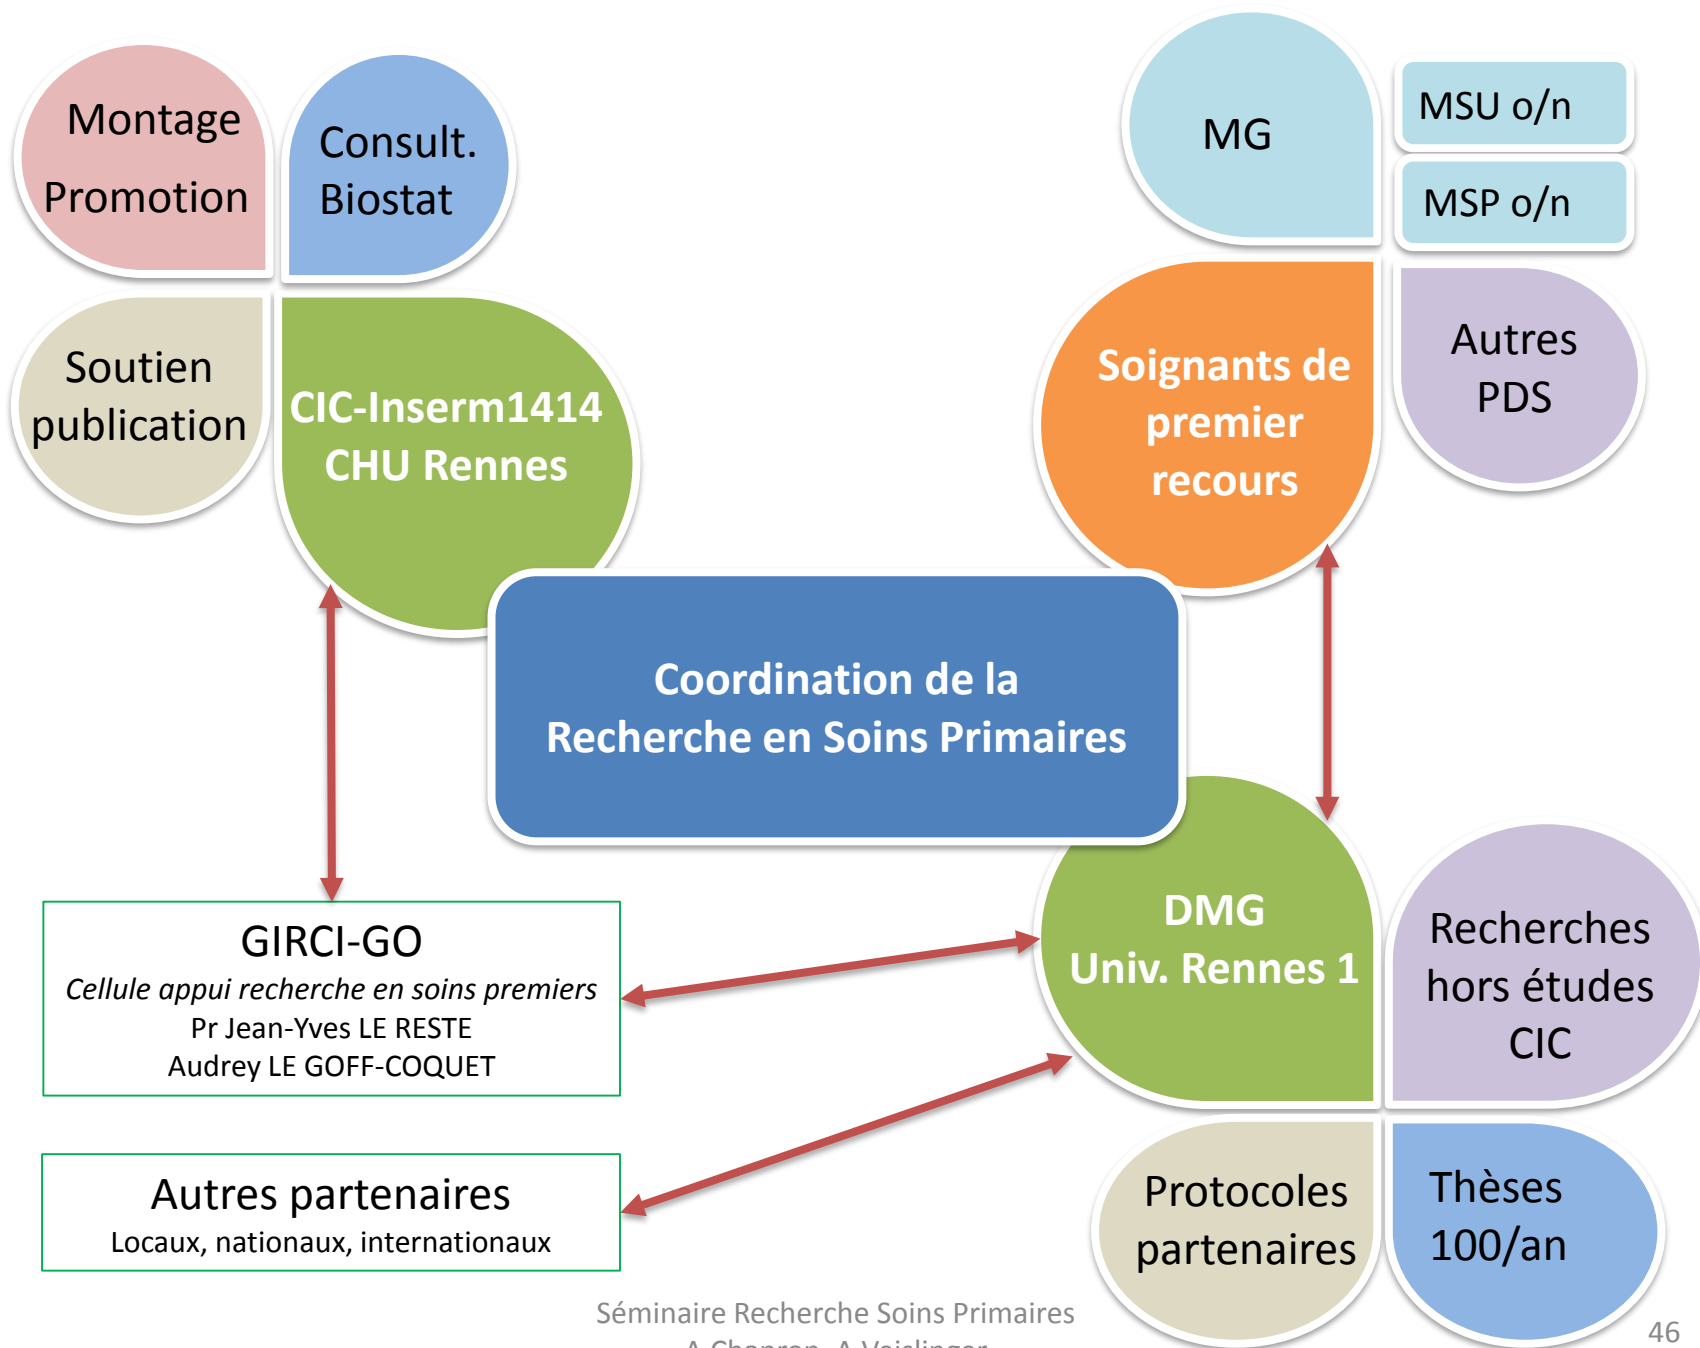 Montage
Promotion
Consult.
Biostat
Soutien
publication
CIC-Inserm1414
CHU Rennes
MG
MSU o/n
MSP o/n
Soignants de
premier
recours
Autres
PDS
Coordination de la
Recherche en Soins Primaires
GIRCI-GO
Cellule appui recherche en soins premiers
Pr Jean-Yves LE RESTE
Audrey LE GOFF-COQUET
Autres partenaires
Locaux, nationaux, internationaux
DMG
Univ. Rennes 1
Recherches
hors études
CIC
Protocoles
partenaires
Thèses
100/an
Séminaire Recherche Soins Primaires
46